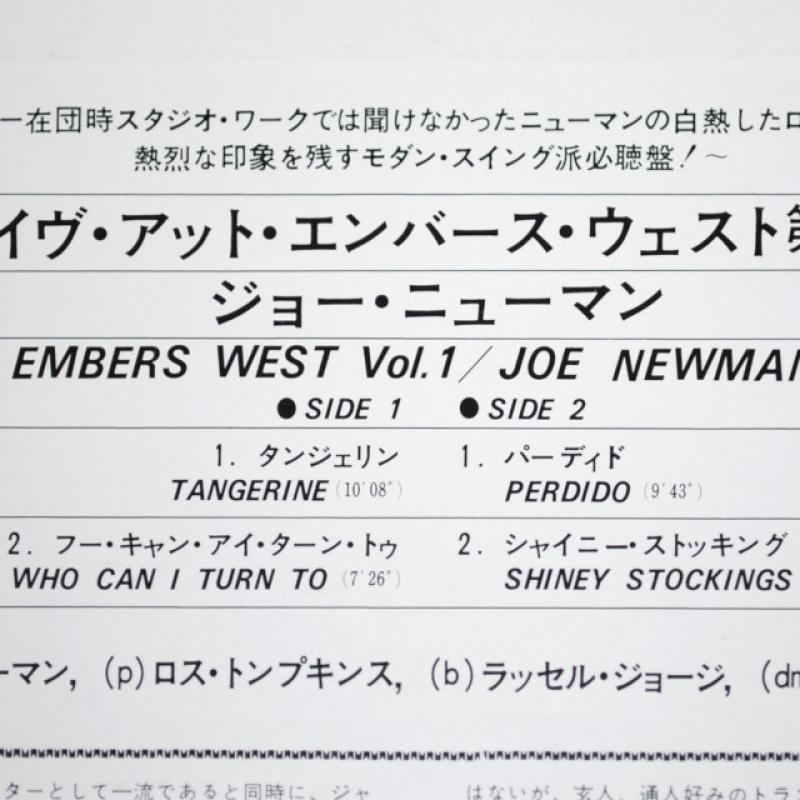 ー在団時スタジオ・ワークでは聞けなかったニューマンの白熱したロ
熱烈な印象を残すモダン・スイング派必聴盤!〜
イヴ・アット・エンバース・ウェスト第
ジョー・ニューマン
EMBERS WEST Vol.1/JOE NEWMAN
●SIDE 1 ●SIDE 2
1. タンジェリン
TANGERINE (10'08")
2. フー・キャン・アイ・ターン・トゥ
WHO CAN I TURN TO (7'26")
1. パーディド
PERDIDO (9'43")
2. シャイニー・ストッキング
SHINEY STOCKINGS
ーマン, (p)ロス・トンプキンス, (b)ラッセル・ジョージ, (dm
ターとして一流であると同時に、ジャ
はないが、玄人、通人好みのトラン